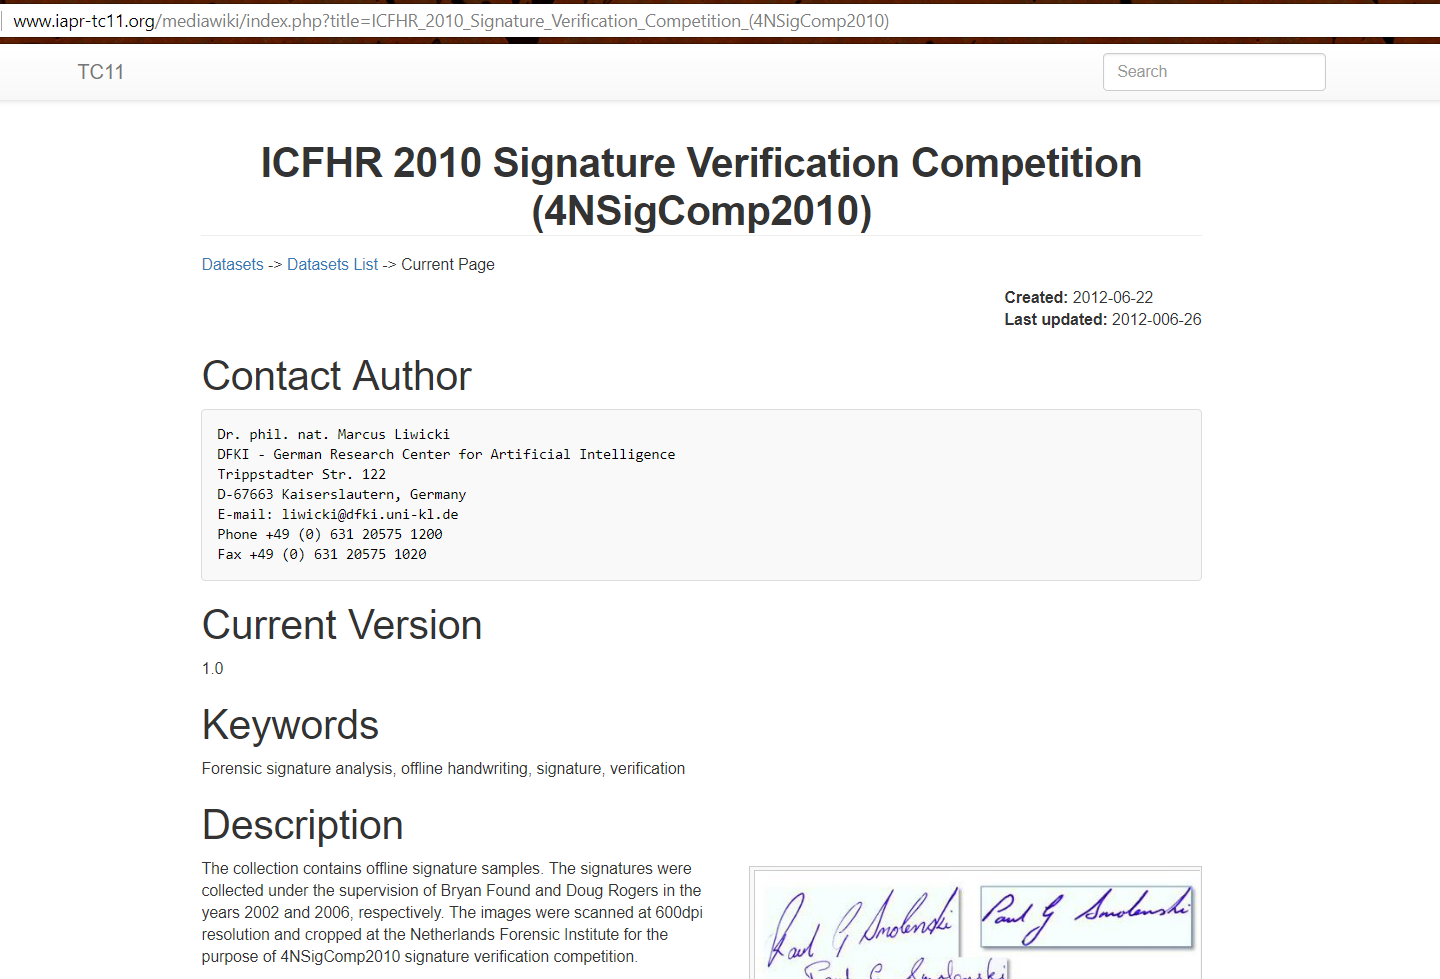 www.iapr-tc11.org/mediawiki/index.php?title=ICFHR_2010_Signature_Verification_Competition_(4NSigComp2010)
TC11
Search
ICFHR 2010 Signature Verification Competition
(4NSigComp2010)
Datasets -> Datasets List -> Current Page
Created: 2012-06-22
Last updated: 2012-006-26
Contact Author
Dr. phil. nat. Marcus Liwicki
DFKI - German Research Center for Artificial Intelligence
Trippstadter Str. 122
D-67663 Kaiserslautern, Germany
E-mail: liwicki@dfki.uni-kl.de
Phone +49 (0) 631 20575 1200
Fax +49 (0) 631 20575 1020
Current Version
1.0
Keywords
Forensic signature analysis, offline handwriting, signature, verification
Description
The collection contains offline signature samples. The signatures were
collected under the supervision of Bryan Found and Doug Rogers in the
years 2002 and 2006, respectively. The images were scanned at 600dpi
resolution and cropped at the Netherlands Forensic Institute for the
purpose of 4NSigComp2010 signature verification competition.
Paul G Smolenski
Paul G Smolenski
Paul G Smolenski